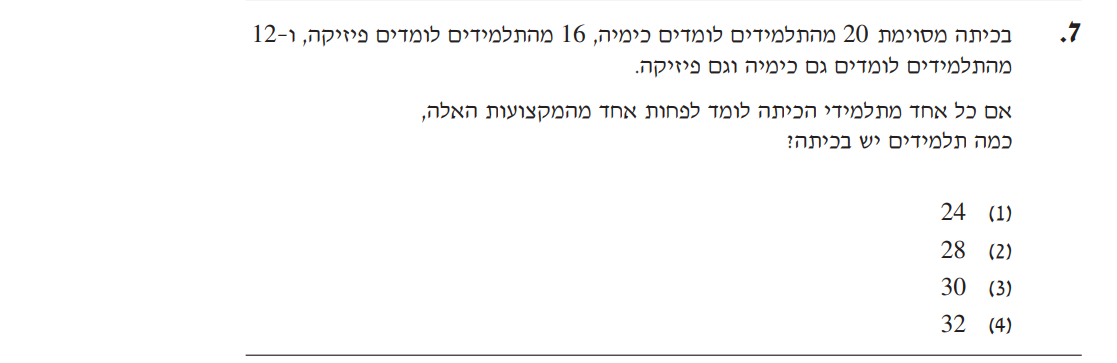 7. בכיתה מסוימת 20 מהתלמידים לומדים כימיה, 16 מהתלמידים לומדים פיזיקה, ו-12
מהתלמידים לומדים גם כימיה וגם פיזיקה.
אם כל אחד מתלמידי הכיתה לומד לפחות אחד מהמקצועות האלה,
כמה תלמידים יש בכיתה?
(1) 24
(2) 28
(3) 30
(4) 32